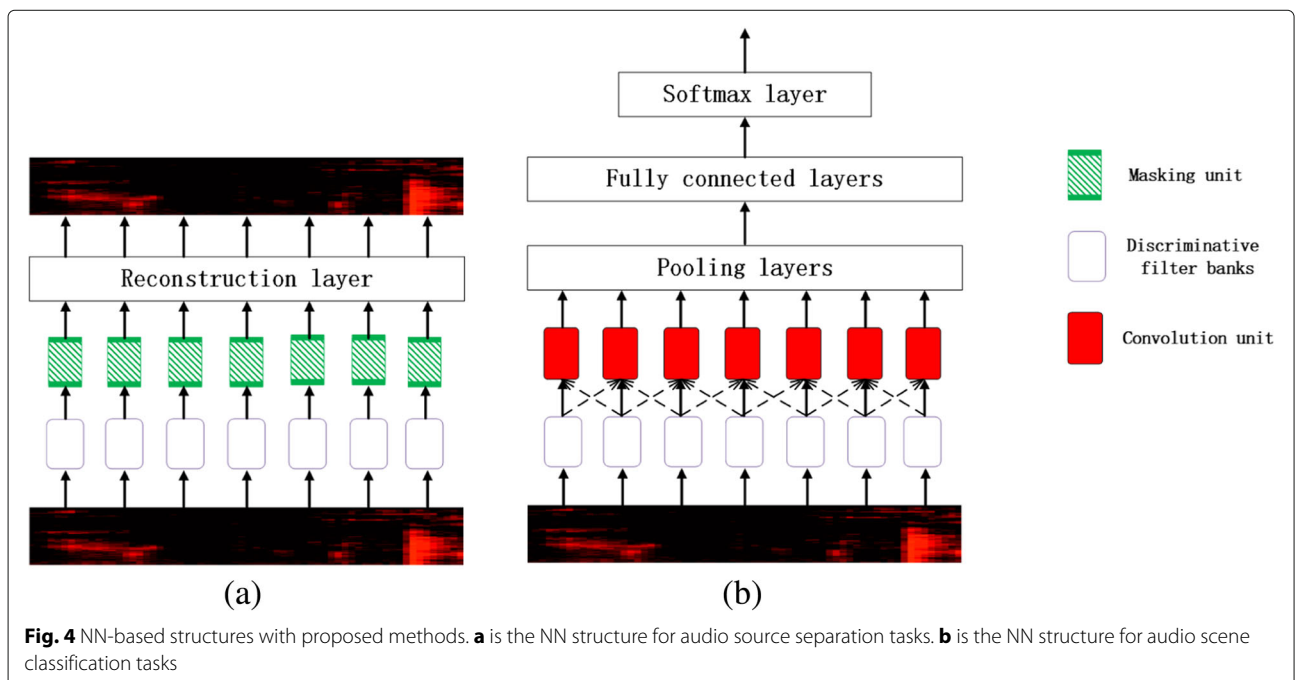 Softmax layer
Fully connected layers
Pooling layers
Reconstruction layer
Masking unit
Discriminative
filter banks
Convolution unit
(a)
(b)
Fig. 4 NN-based structures with proposed methods. a is the NN structure for audio source separation tasks. b is the NN structure for audio scene
classification tasks